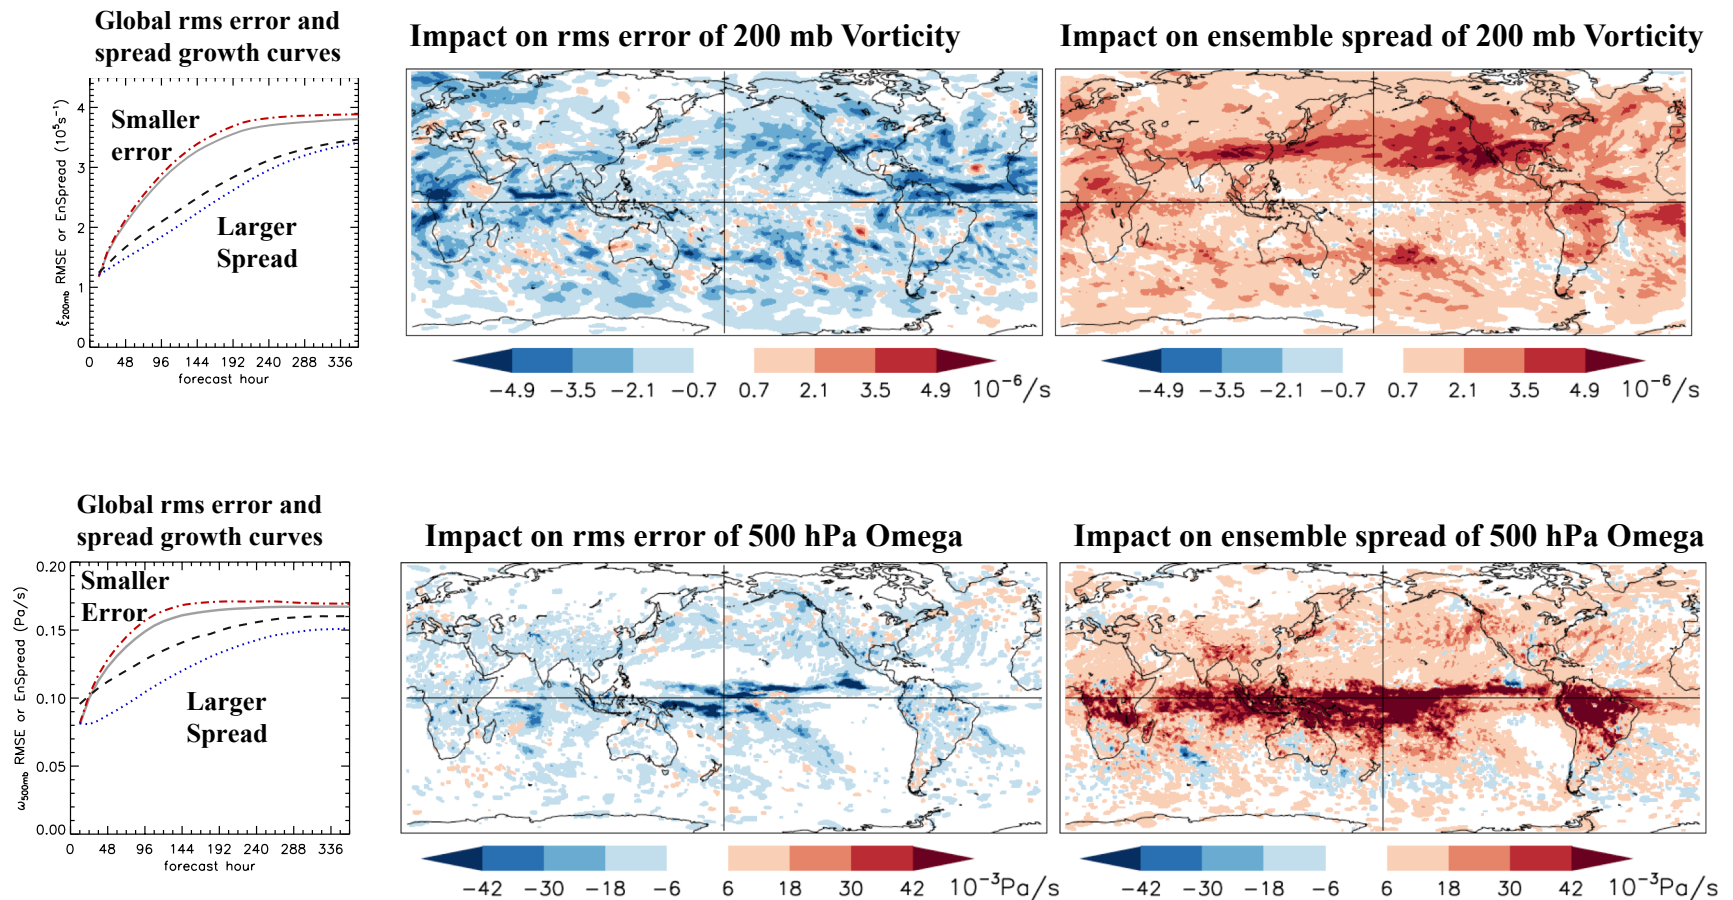 Global rms error and
spread growth curves
Impact on rms error of 200 mb Vorticity
Impact on ensemble spread of 200 mb Vorticity
ξ200mb RMSE or EnSpread (10⁵s⁻¹)
4
3
2
1
0
Smaller
error
Larger
Spread
0 48 96 144 192 240 288 336
forecast hour
−4.9 −3.5 −2.1 −0.7 0.7 2.1 3.5 4.9 10⁻⁶/s
−4.9 −3.5 −2.1 −0.7 0.7 2.1 3.5 4.9 10⁻⁶/s
Global rms error and
spread growth curves
Impact on rms error of 500 hPa Omega
Impact on ensemble spread of 500 hPa Omega
ω500mb RMSE or EnSpread (Pa/s)
0.20
0.15
0.10
0.05
0.00
Smaller
Error
Larger
Spread
0 48 96 144 192 240 288 336
forecast hour
−42 −30 −18 −6 6 18 30 42 10⁻³Pa/s
−42 −30 −18 −6 6 18 30 42 10⁻³Pa/s